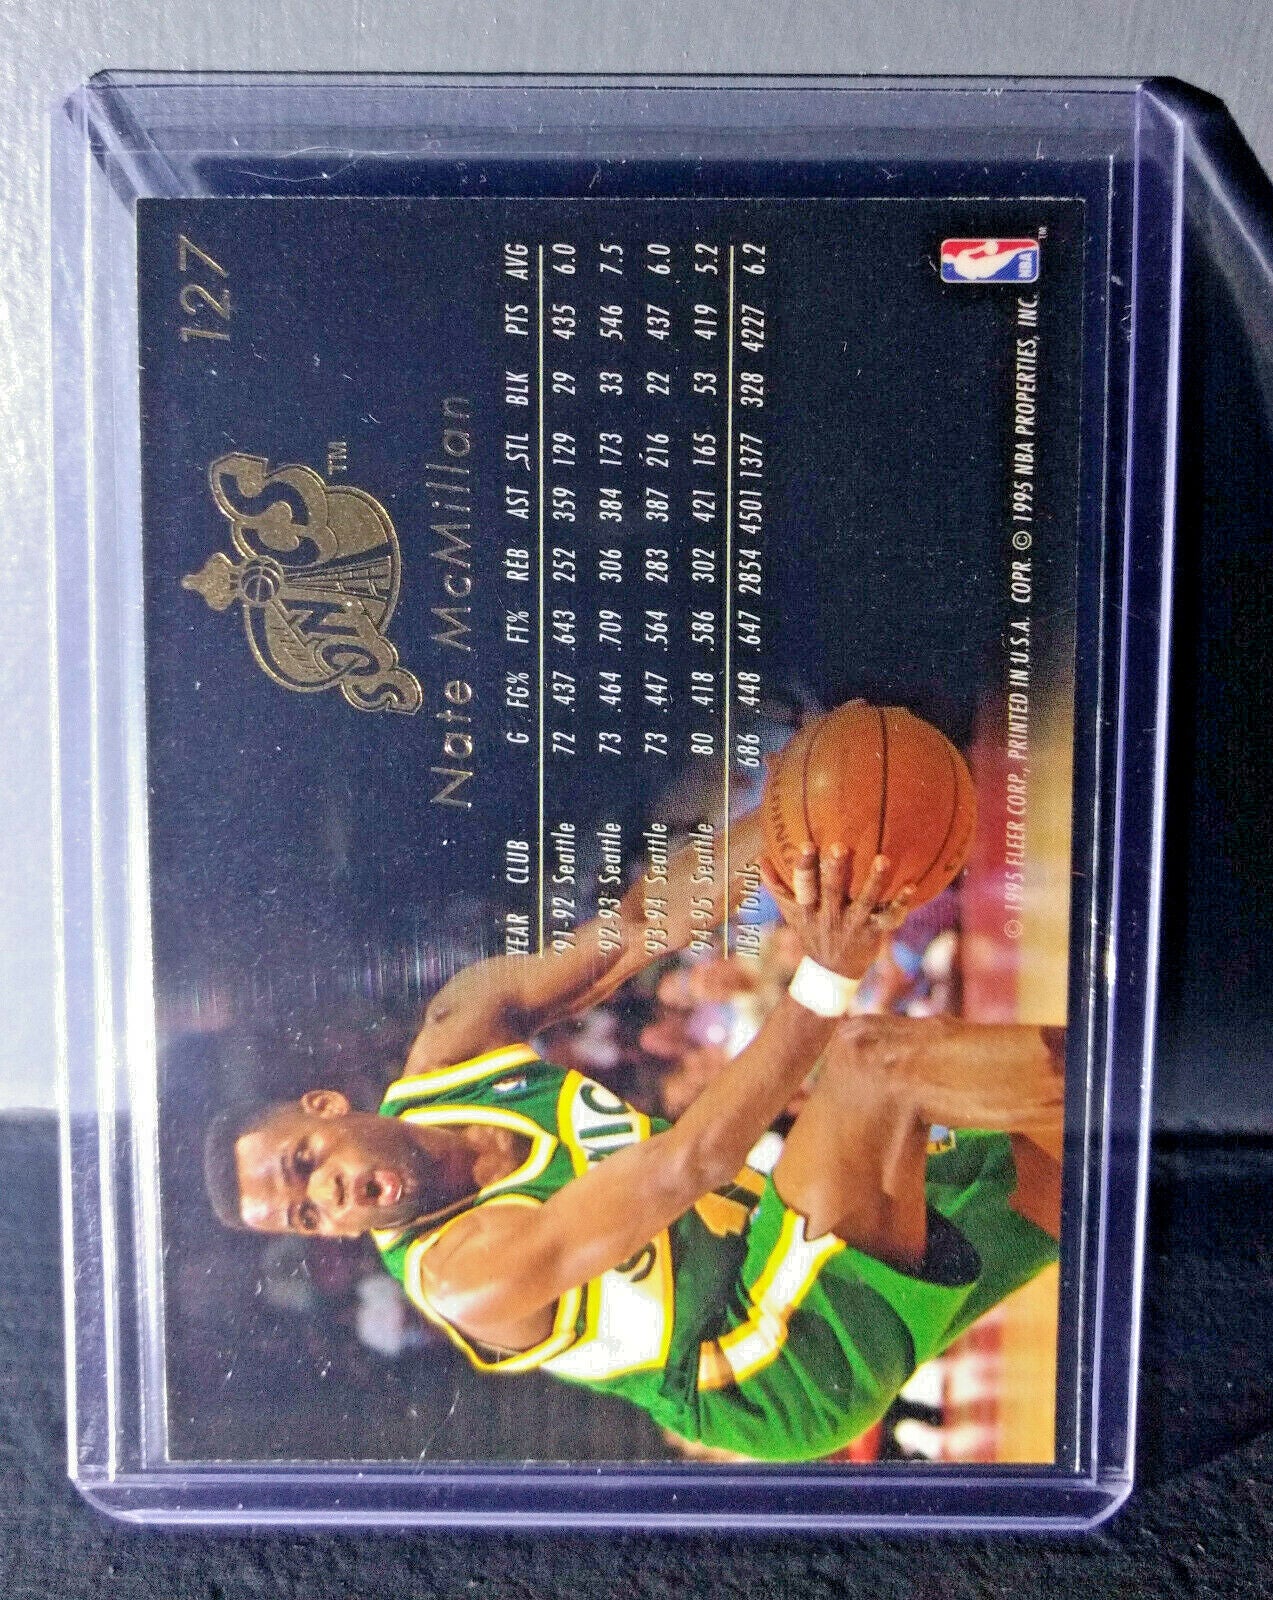 127
SONICS™
Nate McMillan
YEAR CLUB G FG% FT% REB AST STL BLK PTS AVG
'91-92 Seattle 72 .437 .643 252 359 129 29 435 6.0
'92-93 Seattle 73 .464 .709 306 384 173 33 546 7.5
'93-94 Seattle 73 .447 .564 283 387 216 22 437 6.0
'94-95 Seattle 80 .418 .586 302 421 165 53 419 5.2
NBA Totals 686 .448 .647 2854 4501 1377 328 4227 6.2
NBA ™
© 1995 FLEER CORP., PRINTED IN U.S.A. COPR. © 1995 NBA PROPERTIES, INC.